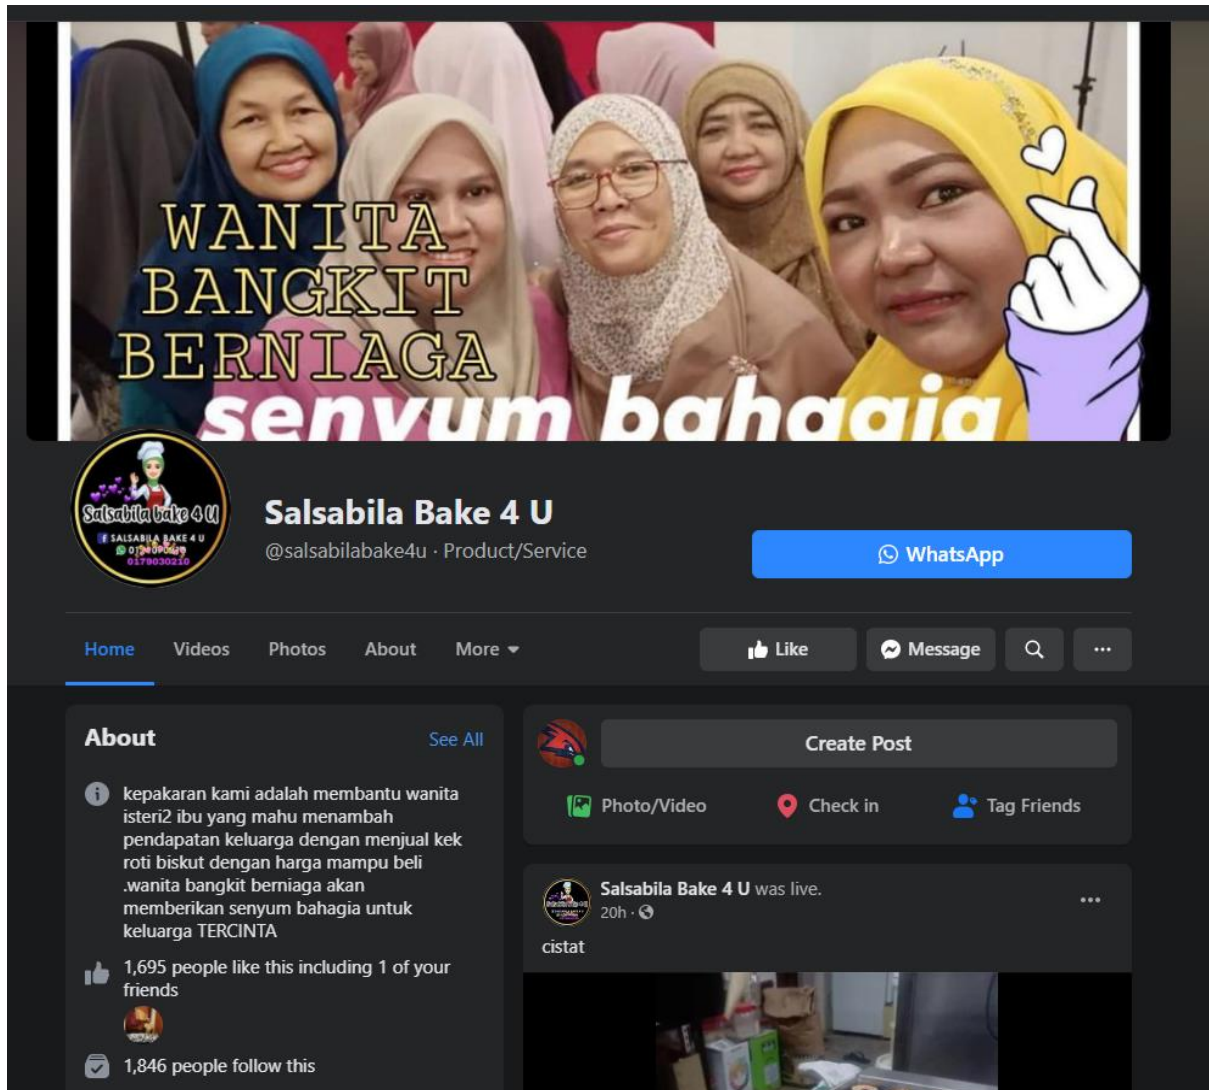 WANITA
BANGKIT
BERNIAGA
senyum bahagia
Salsabila bake 4 U
SALSABILA BAKE 4 U
0179030210
Salsabila Bake 4 U
@salsabilabake4u · Product/Service
WhatsApp
Home Videos Photos About More
Like Message
About See All
kepakaran kami adalah membantu wanita
isteri2 ibu yang mahu menambah
pendapatan keluarga dengan menjual kek
roti biskut dengan harga mampu beli
.wanita bangkit berniaga akan
memberikan senyum bahagia untuk
keluarga TERCINTA
1,695 people like this including 1 of your
friends
1,846 people follow this
Create Post
Photo/Video Check in Tag Friends
Salsabila Bake 4 U was live.
20h ·
cistat